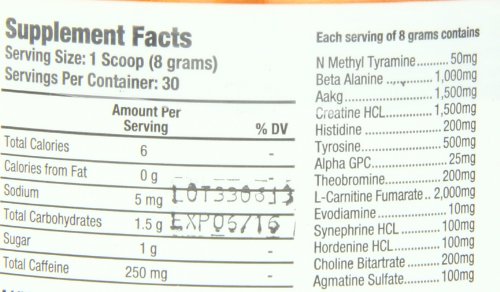 Supplement Facts
Serving Size: 1 Scoop (8 grams)
Servings Per Container: 30
Amount Per
Serving % DV
Total Calories 6 -
Calories from Fat 0 g -
Sodium 5 mg
Total Carbohydrates 1.5 g
Sugar 1 g -
Total Caffeine 250 mg -
LOT330813
EXP06/16
Each serving of 8 grams contains
N Methyl Tyramine..........50mg
Beta Alanine ..............1,000mg
Aakg.......................1,500mg
Creatine HCL...............1,500mg
Histidine ..................200mg
Tyrosine....................500mg
Alpha GPC....................25mg
Theobromine.................200mg
L-Carnitine Fumarate..2,000mg
Evodiamine...................10mg
Synephrine HCL ............100mg
Hordenine HCL .............100mg
Choline Bitartrate .........200mg
Agmatine Sulfate...........100mg